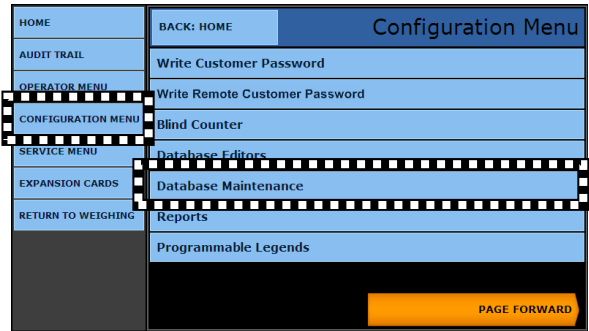 HOME
AUDIT TRAIL
OPERATOR MENU
CONFIGURATION MENU
SERVICE MENU
EXPANSION CARDS
RETURN TO WEIGHING
BACK: HOME
Configuration Menu
Write Customer Password
Write Remote Customer Password
Blind Counter
Database Editors
Database Maintenance
Reports
Programmable Legends
PAGE FORWARD